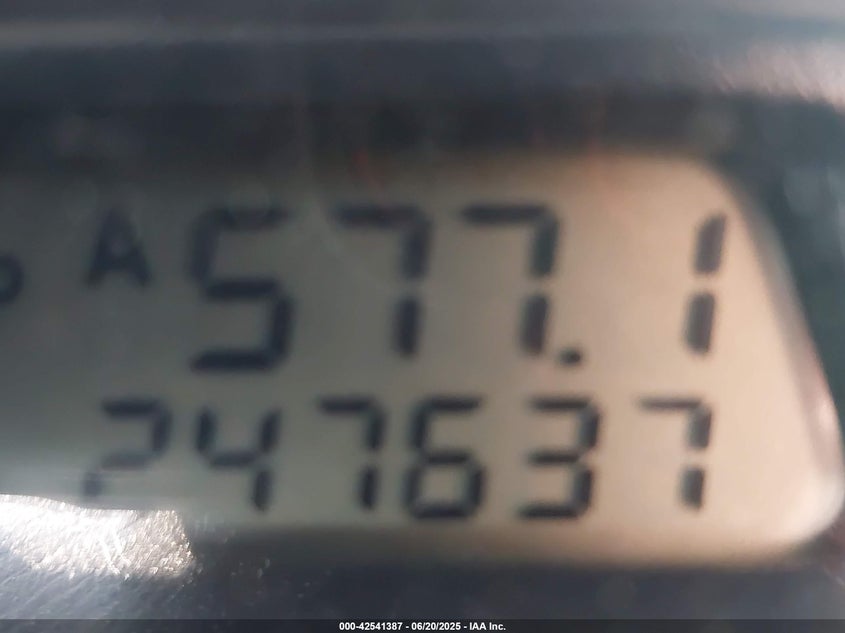 A 577.1
247637
000-42541387 - 06/20/2025 - IAA Inc.